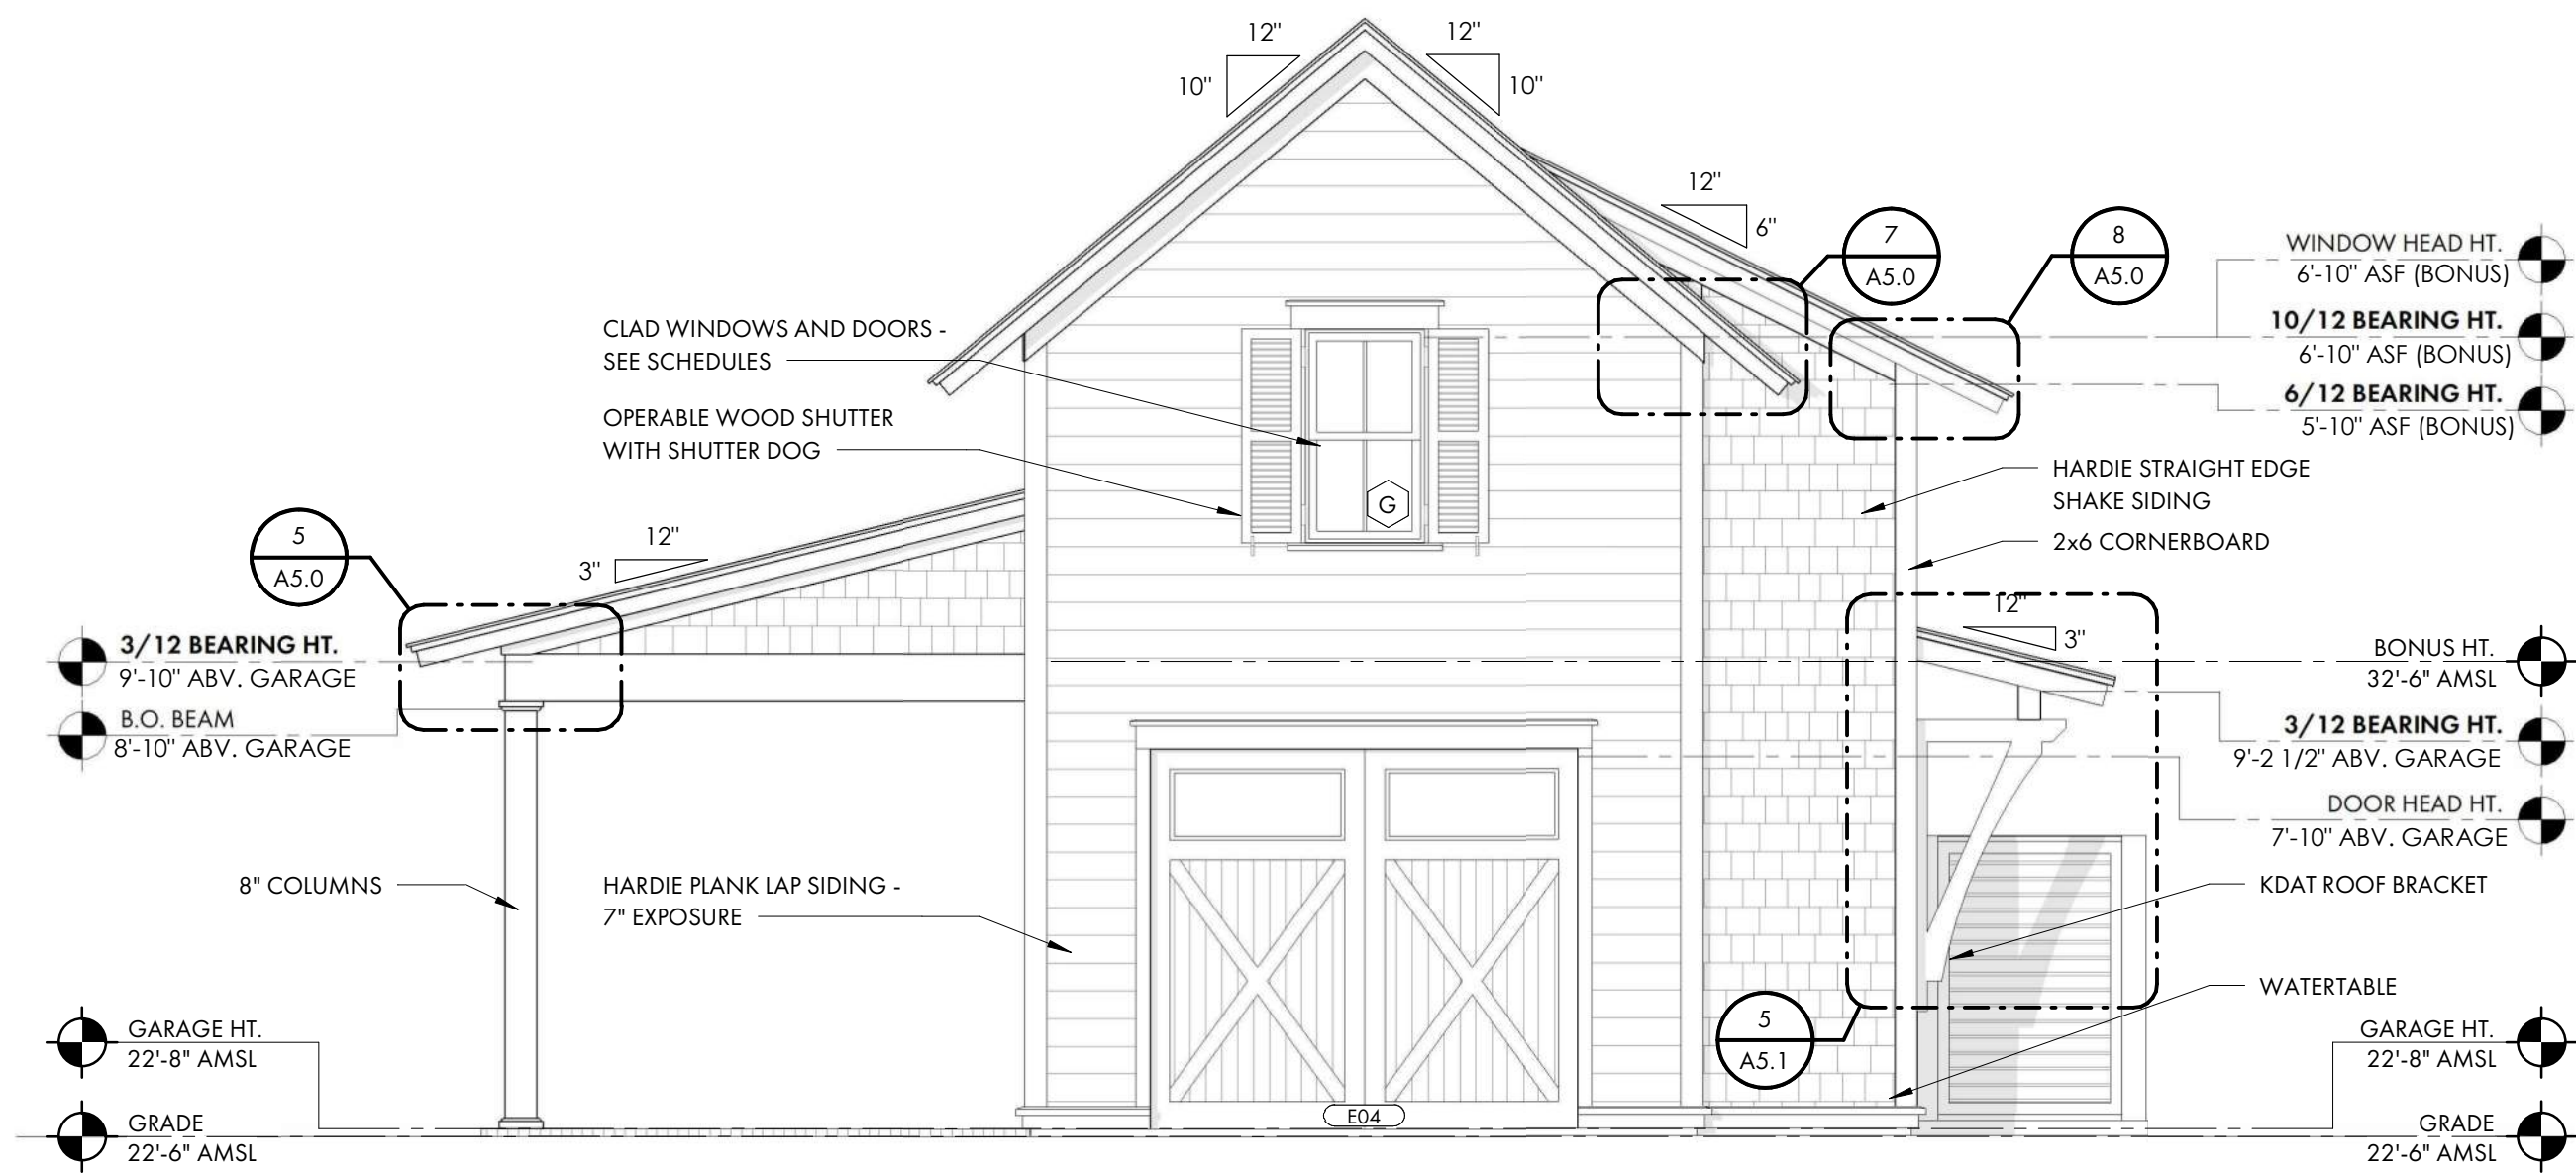 12"
12"
10"
10"
12"
6"
7
A5.0
8
A5.0
WINDOW HEAD HT.
6'-10" ASF (BONUS)
10/12 BEARING HT.
6'-10" ASF (BONUS)
6/12 BEARING HT.
5'-10" ASF (BONUS)
CLAD WINDOWS AND DOORS -
SEE SCHEDULES
OPERABLE WOOD SHUTTER
WITH SHUTTER DOG
G
HARDIE STRAIGHT EDGE
SHAKE SIDING
2x6 CORNERBOARD
5
A5.0
12"
3"
12"
3"
3/12 BEARING HT.
9'-10" ABV. GARAGE
B.O. BEAM
8'-10" ABV. GARAGE
BONUS HT.
32'-6" AMSL
3/12 BEARING HT.
9'-2 1/2" ABV. GARAGE
DOOR HEAD HT.
7'-10" ABV. GARAGE
8" COLUMNS
HARDIE PLANK LAP SIDING -
7" EXPOSURE
KDAT ROOF BRACKET
WATERTABLE
5
A5.1
GARAGE HT.
22'-8" AMSL
GRADE
22'-6" AMSL
E04
GARAGE HT.
22'-8" AMSL
GRADE
22'-6" AMSL